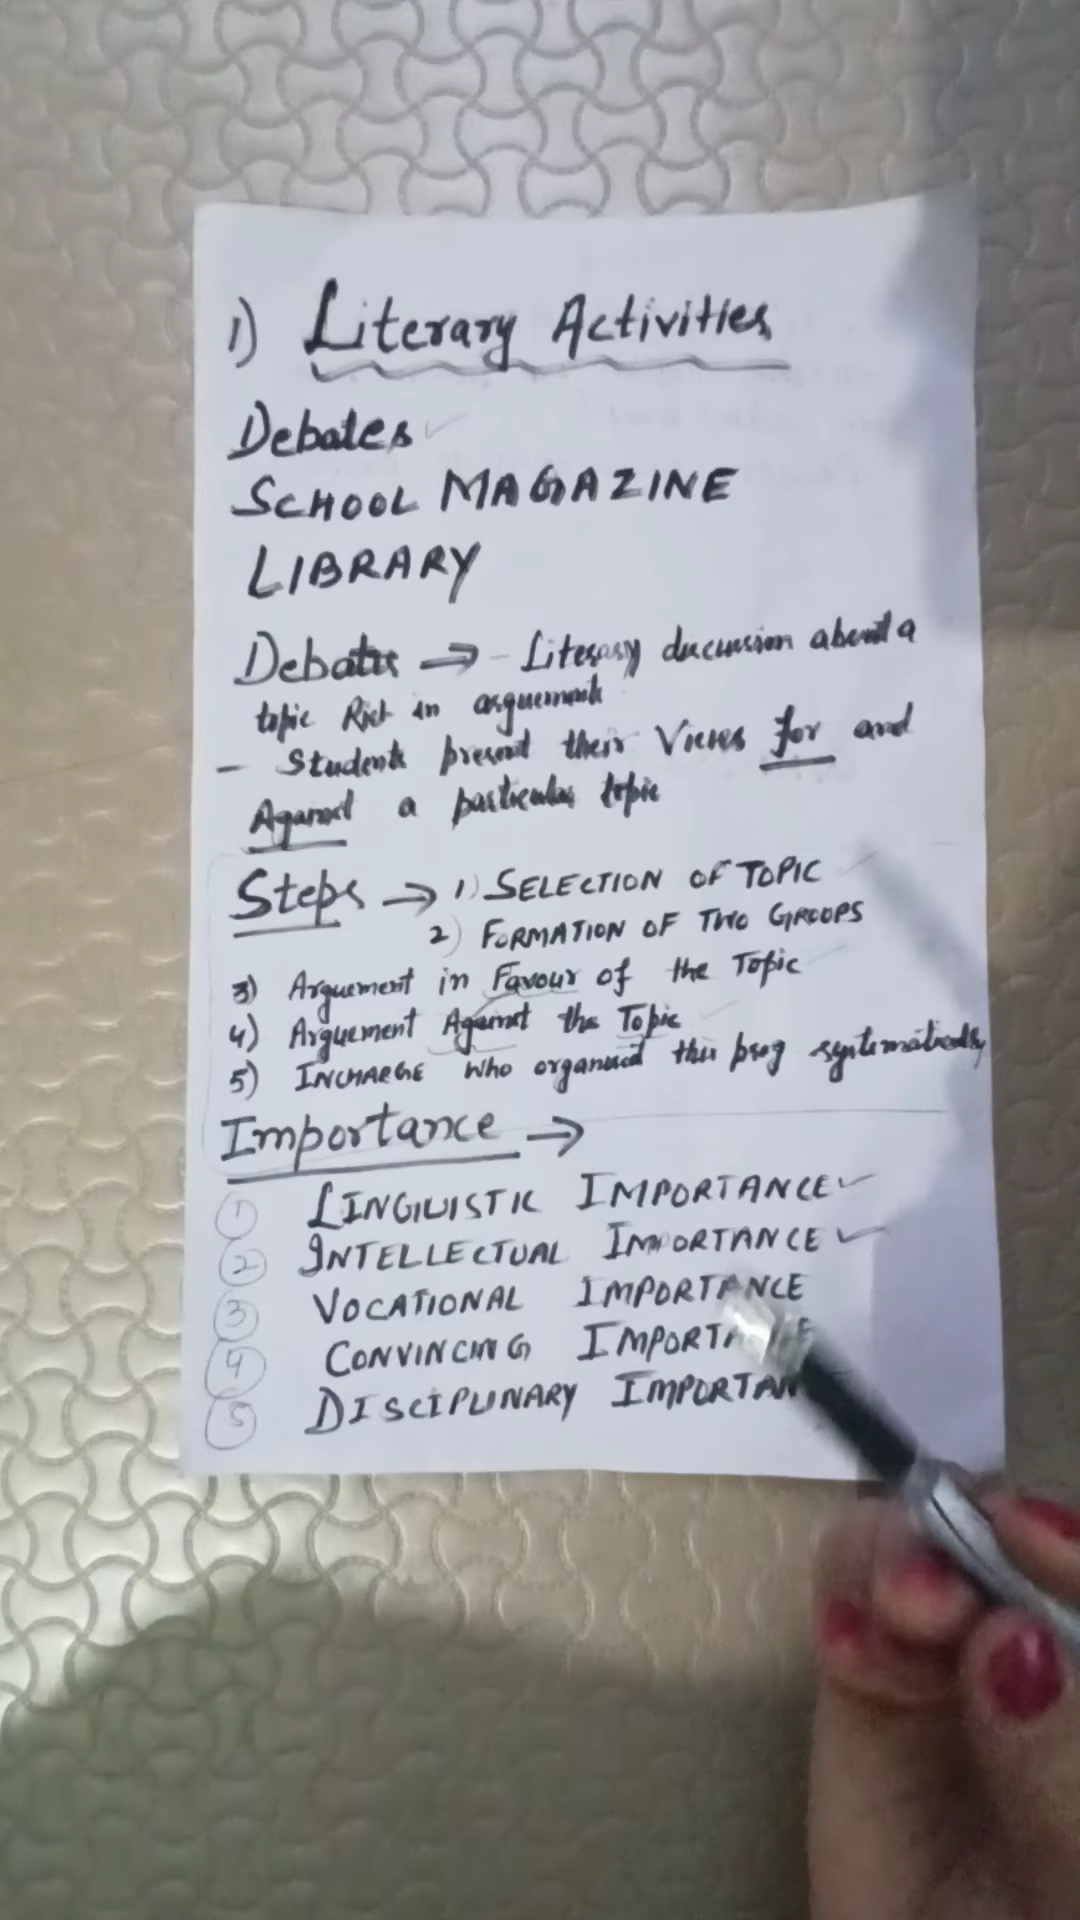 1) Literary Activities
Debates
SCHOOL MAGAZINE
LIBRARY
Debates → - Literary discussion about a
topic Rich in arguements
- Students present their Views for and
Against a particular topic
Steps → 1) SELECTION OF TOPIC
2) FORMATION OF TWO GROOPS
3) Arguement in Favour of the Topic
4) Arguement Against the Topic
5) INCHARGE who organised this prog systematically
Importance →
1 LINGUISTIC IMPORTANCE
2 INTELLECTUAL IMPORTANCE
3 VOCATIONAL IMPORTANCE
4 CONVINCING IMPORTANCE
5 DISCIPLINARY IMPORTAN